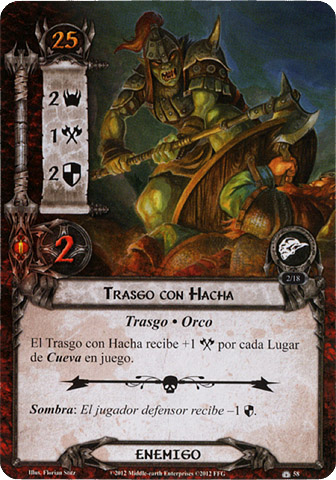 25
2
1
2
2
2/18
Trasgo con Hacha
Trasgo • Orco
El Trasgo con Hacha recibe +1 por cada Lugar
de Cueva en juego.
Sombra: El jugador defensor recibe –1 .
ENEMIGO
Illus. Florian Stitz
©2012 Middle-earth Enterprises ©2012 FFG
58